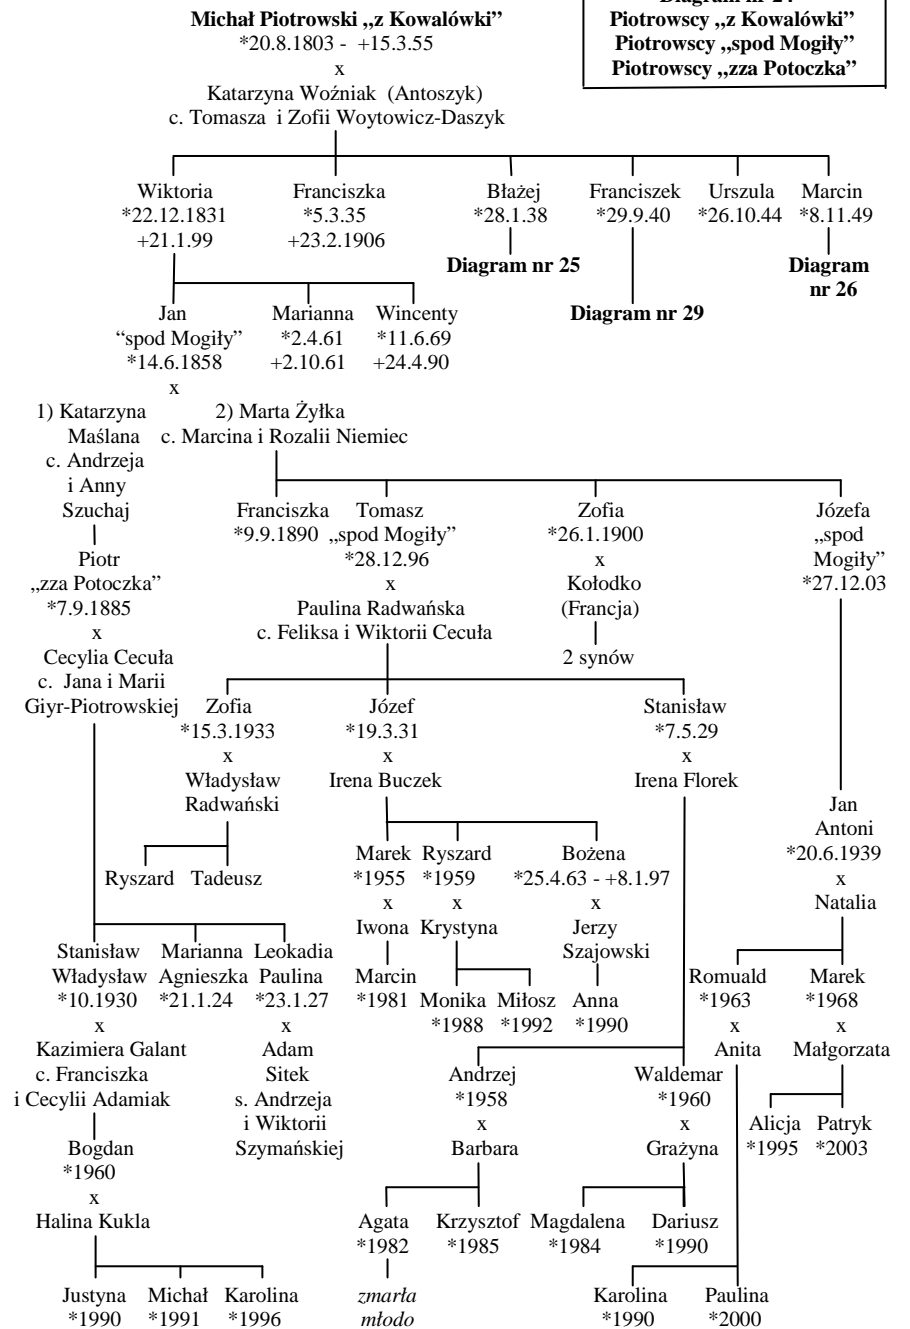 Diagram nr 24
Michał Piotrowski „z Kowalówki”
*20.8.1803 - +15.3.55
x
Katarzyna Woźniak (Antoszyk)
c. Tomasza i Zofii Woytowicz-Daszyk
Piotrowscy „z Kowalówki”
Piotrowscy „spod Mogiły”
Piotrowscy „zza Potoczka”
Wiktoria
*22.12.1831
+21.1.99
Franciszka
*5.3.35
+23.2.1906
Błażej
*28.1.38
Diagram nr 25
Franciszek
*29.9.40
Diagram nr 29
Urszula
*26.10.44
Marcin
*8.11.49
Diagram
nr 26
Jan
“spod Mogiły”
*14.6.1858
x
Marianna
*2.4.61
+2.10.61
Wincenty
*11.6.69
+24.4.90
1) Katarzyna
Maślana
c. Andrzeja
i Anny
Szuchaj
2) Marta Żyłka
c. Marcina i Rozalii Niemiec
Piotr
„zza Potoczka”
*7.9.1885
x
Cecylia Cecuła
c. Jana i Marii
Giyr-Piotrowskiej
Franciszka
*9.9.1890
Tomasz
„spod Mogiły”
*28.12.96
x
Paulina Radwańska
c. Feliksa i Wiktorii Cecuła
Zofia
*26.1.1900
x
Kołodko
(Francja)
2 synów
Józefa
„spod
Mogiły”
*27.12.03
Zofia
*15.3.1933
x
Władysław
Radwański
Ryszard
Tadeusz
Józef
*19.3.31
x
Irena Buczek
Stanisław
*7.5.29
x
Irena Florek
Jan
Antoni
*20.6.1939
x
Natalia
Marek
*1955
x
Iwona
Marcin
*1981
Ryszard
*1959
x
Krystyna
Monika
*1988
Miłosz
*1992
Bożena
*25.4.63 - +8.1.97
x
Jerzy
Szajowski
Anna
*1990
Stanisław
Władysław
*10.1930
x
Kazimiera Galant
c. Franciszka
i Cecylii Adamiak
Marianna
Agnieszka
*21.1.24
Leokadia
Paulina
*23.1.27
x
Adam
Sitek
s. Andrzeja
i Wiktorii
Szymańskiej
Romuald
*1963
x
Anita
Marek
*1968
x
Małgorzata
Alicja
*1995
Patryk
*2003
Andrzej
*1958
x
Barbara
Waldemar
*1960
x
Grażyna
Bogdan
*1960
x
Halina Kukla
Agata
*1982
zmarła
młodo
Krzysztof
*1985
Magdalena
*1984
Dariusz
*1990
Justyna
*1990
Michał
*1991
Karolina
*1996
Karolina
*1990
Paulina
*2000